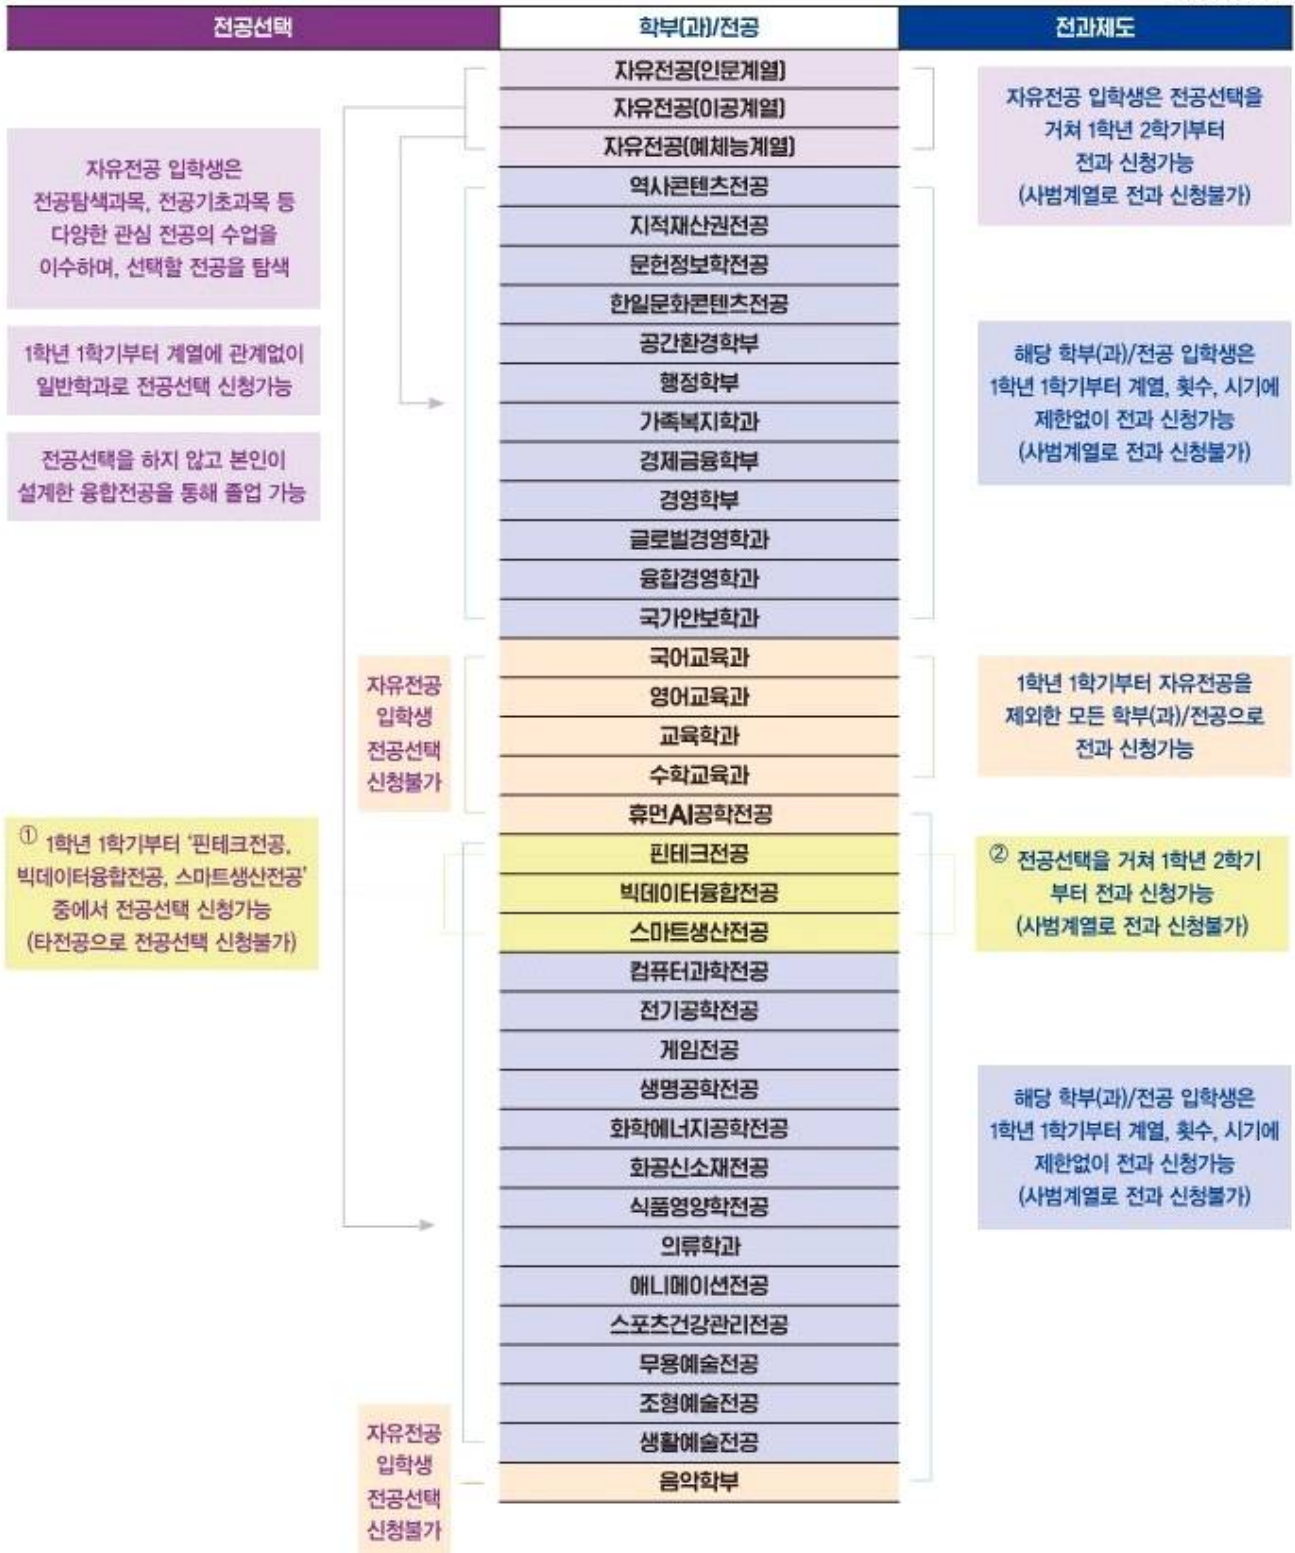 전공선택
학부(과)/전공
전과제도
자유전공 입학생은
전공탐색과목, 전공기초과목 등
다양한 관심 전공의 수업을
이수하며, 선택할 전공을 탐색
1학년 1학기부터 계열에 관계없이
일반학과로 전공선택 신청가능
전공선택을 하지 않고 본인이
설계한 융합전공을 통해 졸업 가능
자유전공
입학생
전공선택
신청불가
① 1학년 1학기부터 '핀테크전공,
빅데이터융합전공, 스마트생산전공'
중에서 전공선택 신청가능
(타전공으로 전공선택 신청불가)
자유전공
입학생
전공선택
신청불가
자유전공(인문계열)
자유전공(이공계열)
자유전공(예체능계열)
역사콘텐츠전공
지적재산권전공
문헌정보학전공
한일문화콘텐츠전공
공간환경학부
행정학부
가족복지학과
경제금융학부
경영학부
글로벌경영학과
융합경영학과
국가안보학과
국어교육과
영어교육과
교육학과
수학교육과
휴먼AI공학전공
핀테크전공
빅데이터융합전공
스마트생산전공
컴퓨터과학전공
전기공학전공
게임전공
생명공학전공
화학에너지공학전공
화공신소재전공
식품영양학전공
의류학과
애니메이션전공
스포츠건강관리전공
무용예술전공
조형예술전공
생활예술전공
음악학부
자유전공 입학생은 전공선택을
거쳐 1학년 2학기부터
전과 신청가능
(사범계열로 전과 신청불가)
해당 학부(과)/전공 입학생은
1학년 1학기부터 계열, 횟수, 시기에
제한없이 전과 신청가능
(사범계열로 전과 신청불가)
1학년 1학기부터 자유전공을
제외한 모든 학부(과)/전공으로
전과 신청가능
② 전공선택을 거쳐 1학년 2학기
부터 전과 신청가능
(사범계열로 전과 신청불가)
해당 학부(과)/전공 입학생은
1학년 1학기부터 계열, 횟수, 시기에
제한없이 전과 신청가능
(사범계열로 전과 신청불가)